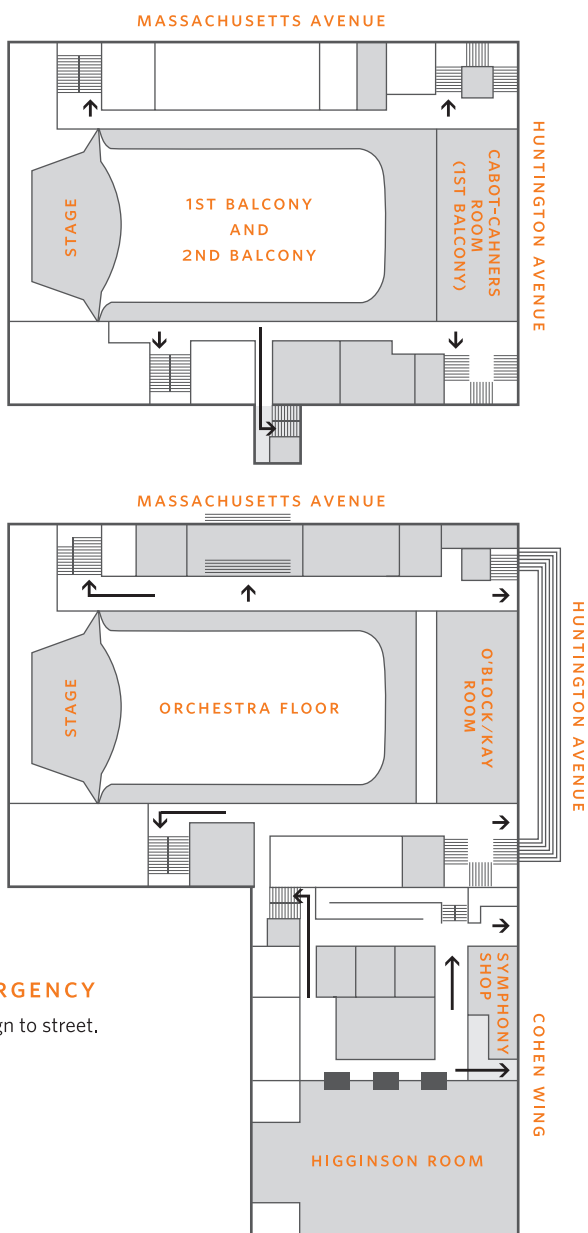 MASSACHUSETTS AVENUE
HUNTINGTON AVENUE
CABOT-CAHNERS
ROOM
(1ST BALCONY)
STAGE
1ST BALCONY
AND
2ND BALCONY
MASSACHUSETTS AVENUE
HUNTINGTON AVENUE
O'BLOCK/KAY
ROOM
STAGE
ORCHESTRA FLOOR
SYMPHONY
SHOP
COHEN WING
RGENCY
gn to street.
HIGGINSON ROOM